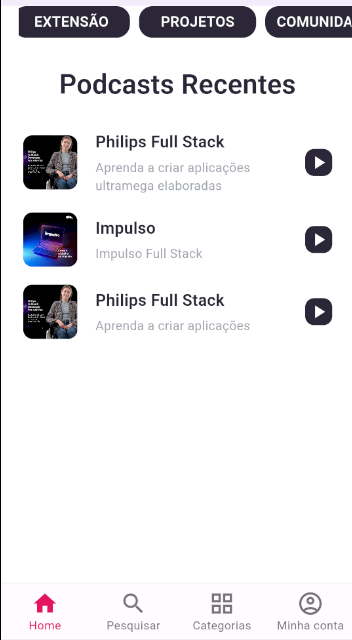 EXTENSÃO
PROJETOS
COMUNIDA
Podcasts Recentes
Philips Full Stack
Aprenda a criar aplicações
ultramega elaboradas
Impulso
Impulso Full Stack
Philips Full Stack
Aprenda a criar aplicações
Home
Pesquisar
Categorias
Minha conta